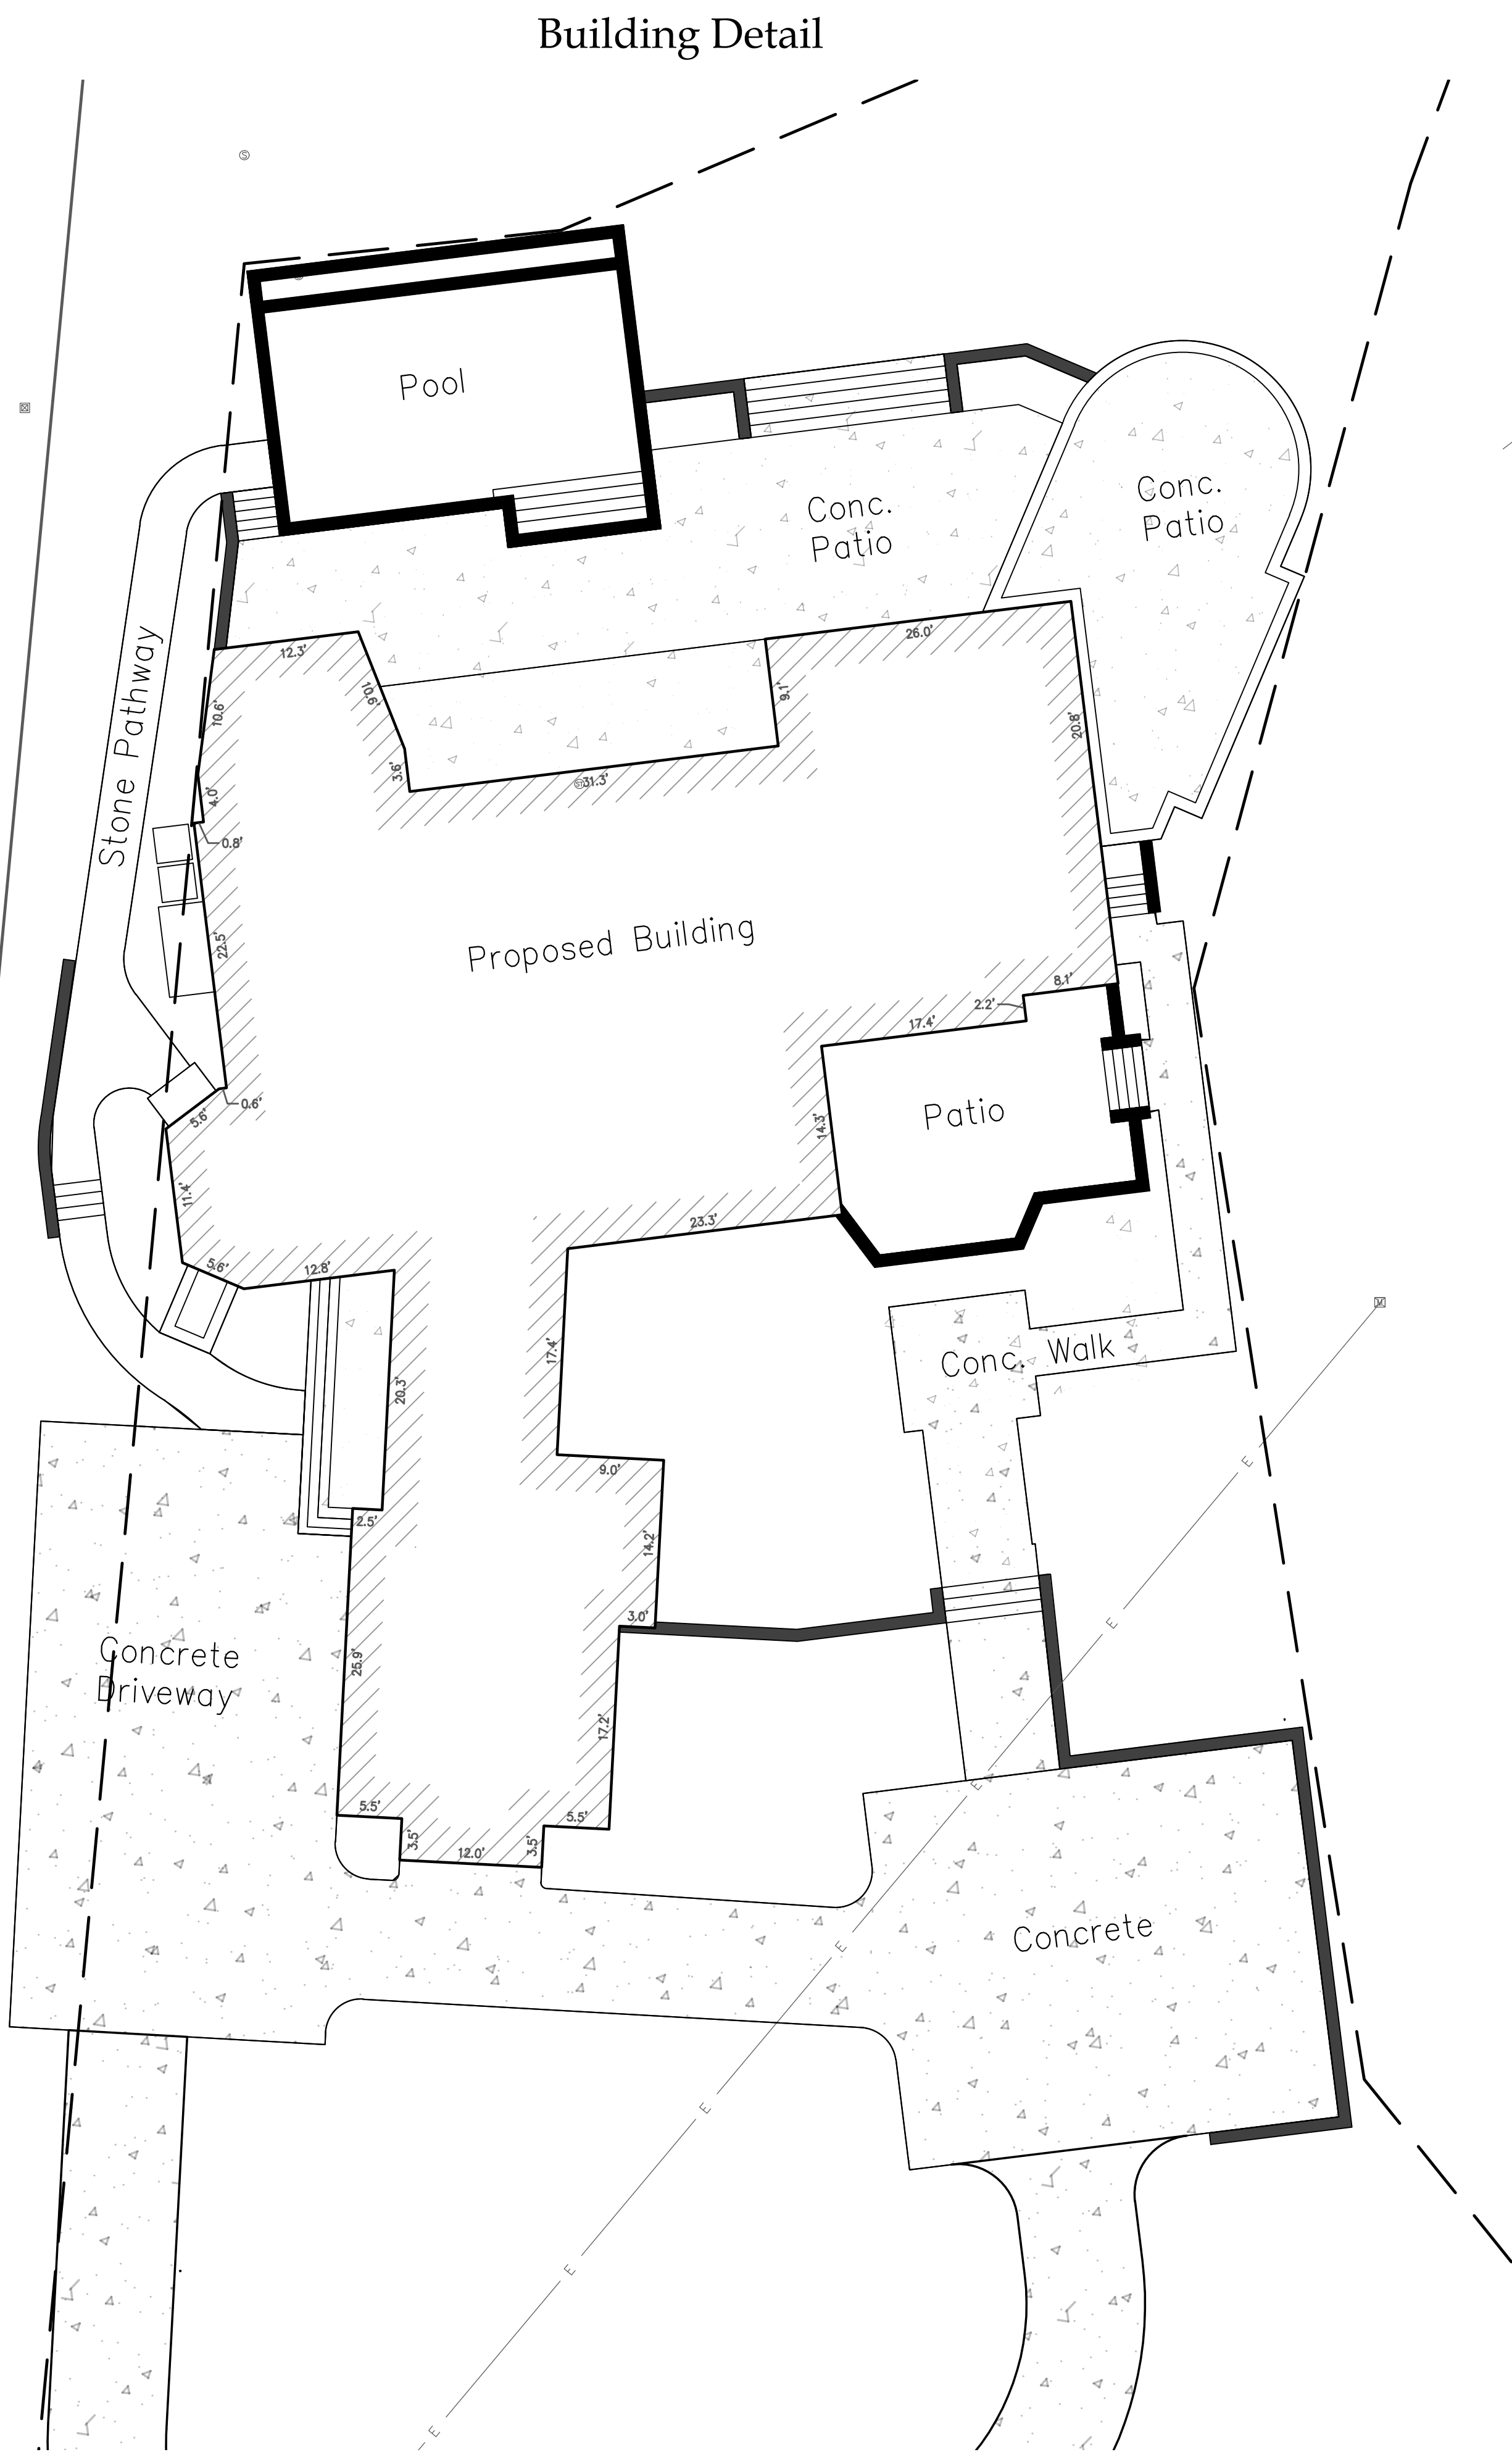 Building Detail
S
Pool
Conc.
Patio
Conc.
Patio
Stone Pathway
12.3'
26.0'
10.6'
10.9'
9.1'
20.8'
3.6'
31.3'
4.0'
0.8'
22.5'
Proposed Building
8.1'
2.2'
17.4'
0.6'
5.6'
14.3'
Patio
11.4'
23.3'
5.6'
12.8'
17.4'
Conc. Walk
20.3'
M
E
9.0'
2.5'
14.2'
3.0'
E
Concrete
Driveway
25.9'
17.2'
E
5.5'
5.5'
3.5'
3.5'
12.0'
Concrete
E
E
E
E